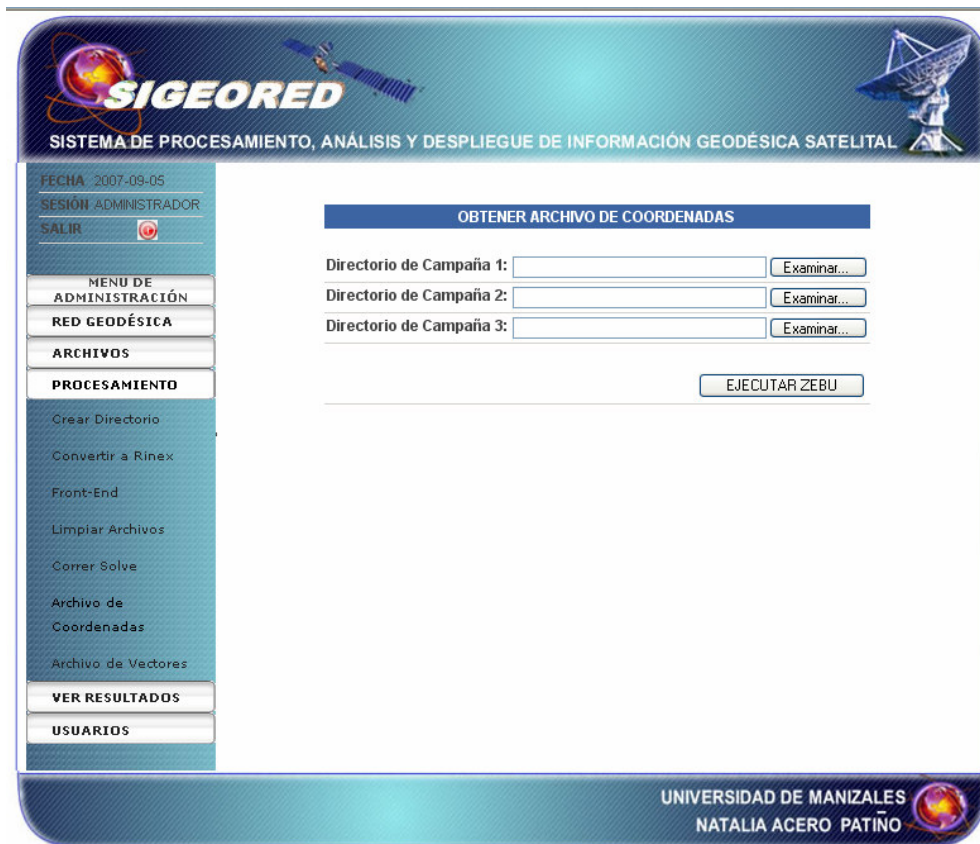 SIGEORED
SISTEMA DE PROCESAMIENTO, ANÁLISIS Y DESPLIEGUE DE INFORMACIÓN GEODÉSICA SATELITAL
FECHA 2007-09-05
SESIÓN ADMINISTRADOR
SALIR
MENU DE
ADMINISTRACIÓN
RED GEODÉSICA
ARCHIVOS
PROCESAMIENTO
Crear Directorio
Convertir a Rinex
Front-End
Limpiar Archivos
Correr Solve
Archivo de
Coordenadas
Archivo de Vectores
VER RESULTADOS
USUARIOS
OBTENER ARCHIVO DE COORDENADAS
Directorio de Campaña 1: Examinar...
Directorio de Campaña 2: Examinar...
Directorio de Campaña 3: Examinar...
EJECUTAR ZEBU
UNIVERSIDAD DE MANIZALES
NATALIA ACERO PATIÑO